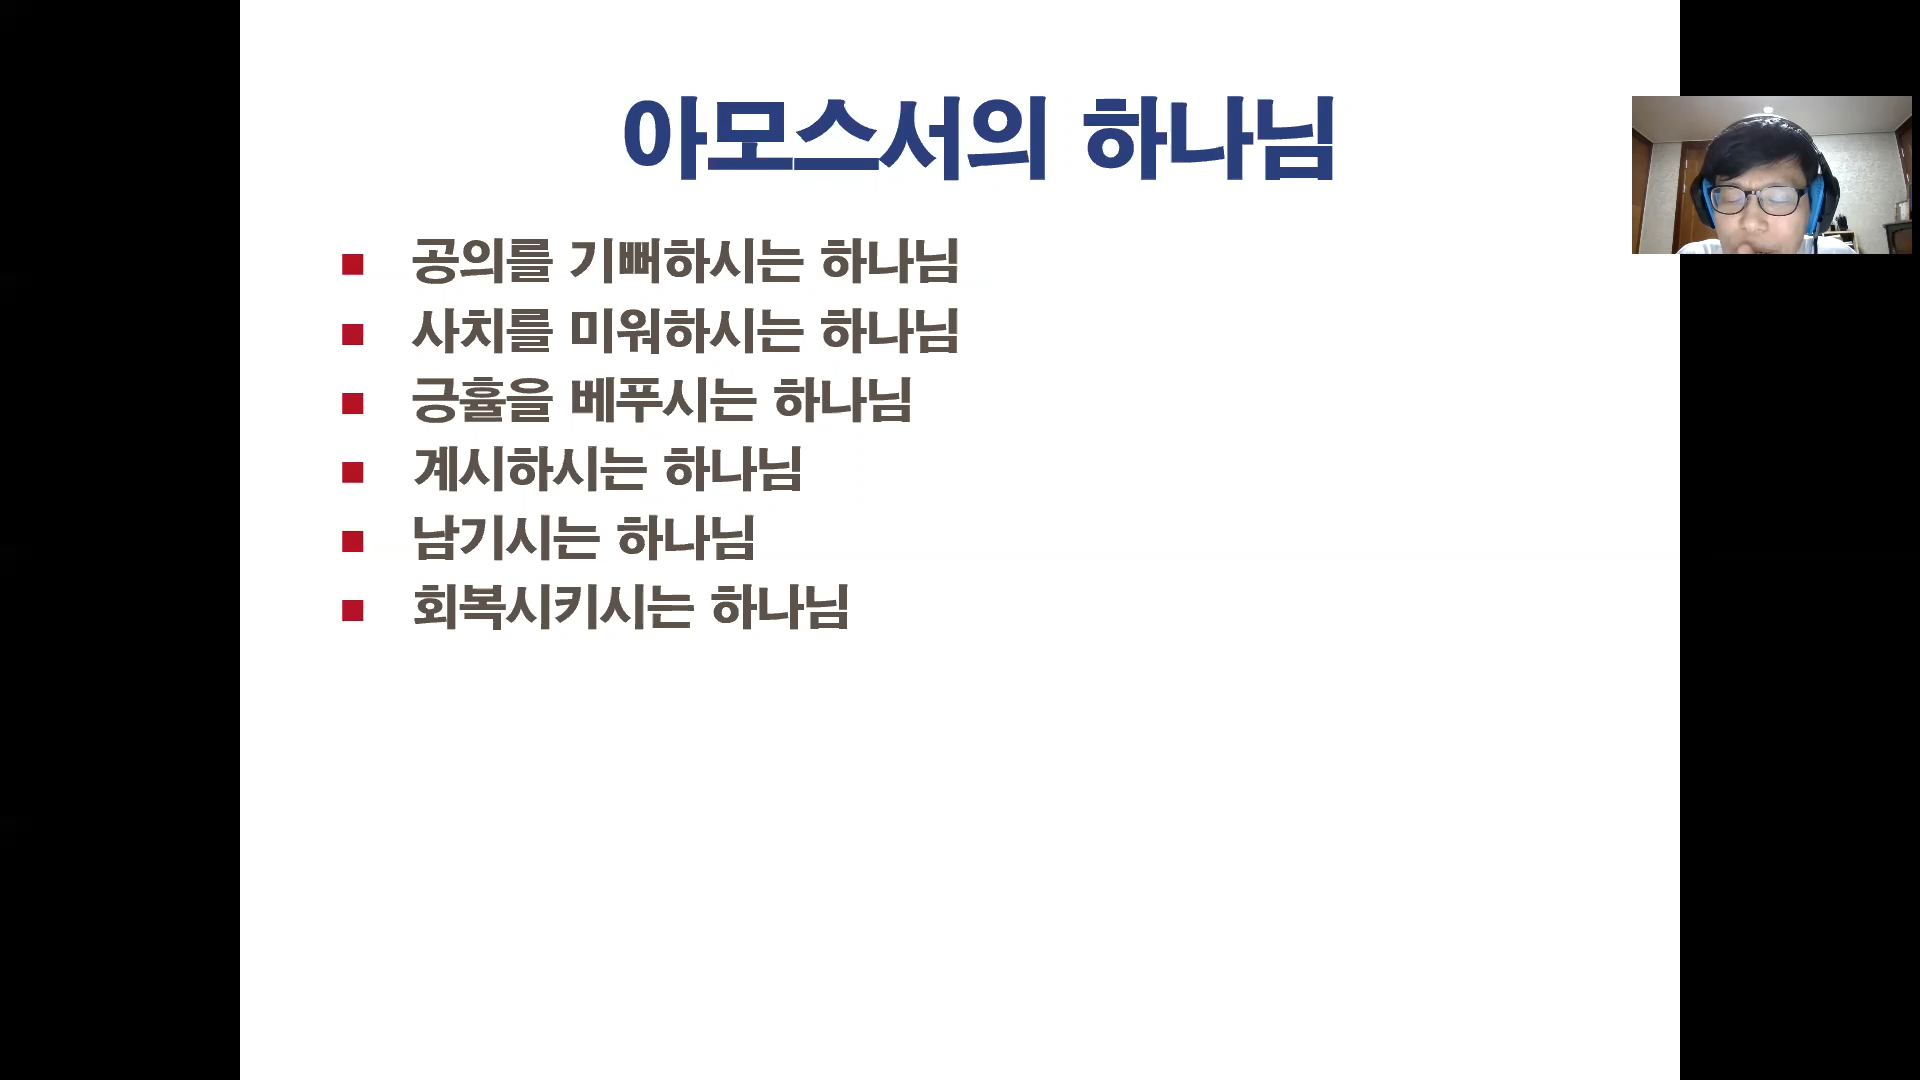 아모스서의 하나님
■ 공의를 기뻐하시는 하나님
■ 사치를 미워하시는 하나님
■ 긍휼을 베푸시는 하나님
■ 계시하시는 하나님
■ 남기시는 하나님
■ 회복시키시는 하나님